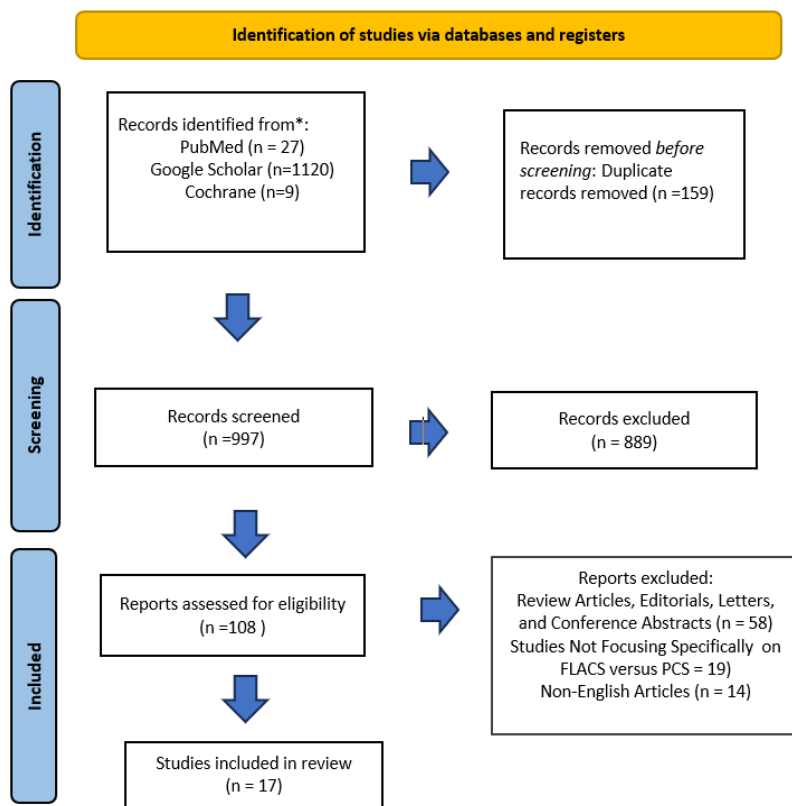 Identification of studies via databases and registers
Identification
Records identified from*:
PubMed (n = 27)
Google Scholar (n=1120)
Cochrane (n=9)
Records removed before
screening: Duplicate
records removed (n =159)
Screening
Records screened
(n =997)
Records excluded
(n = 889)
Included
Reports assessed for eligibility
(n =108 )
Reports excluded:
Review Articles, Editorials, Letters,
and Conference Abstracts (n = 58)
Studies Not Focusing Specifically on
FLACS versus PCS = 19)
Non-English Articles (n = 14)
Studies included in review
(n = 17)